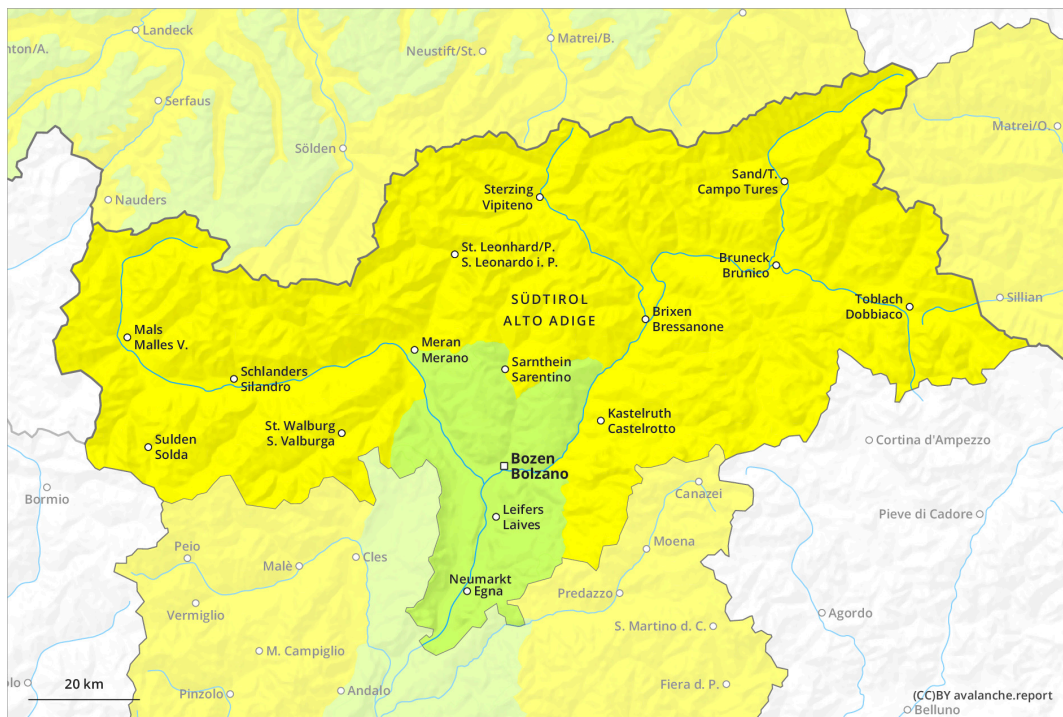 Landeck
nton/A.
Neustift/St.
Matrei/B.
Serfaus
Matrei/O.
Sölden
Nauders
Sand/T.
Campo Tures
Sterzing
Vipiteno
St. Leonhard/P.
S. Leonardo i. P.
Bruneck
Brunico
SÜDTIROL
ALTO ADIGE
Toblach
Dobbiaco
Sillian
Brixen
Bressanone
Mals
Malles V.
Meran
Merano
Sarnthein
Sarentino
Schlanders
Silandro
Kastelruth
Castelrotto
St. Walburg
S. Valburga
Sulden
Solda
Cortina d'Ampezzo
Bozen
Bolzano
Bormio
Canazei
Leifers
Laives
Pieve di Cadore
Peio
Cles
Moena
Malè
Neumarkt
Egna
Predazzo
Vermiglio
Agordo
S. Martino d. C.
M. Campiglio
olo
20 km
Pinzolo
Andalo
Fiera d. P.
(CC)BY avalanche.report
Belluno